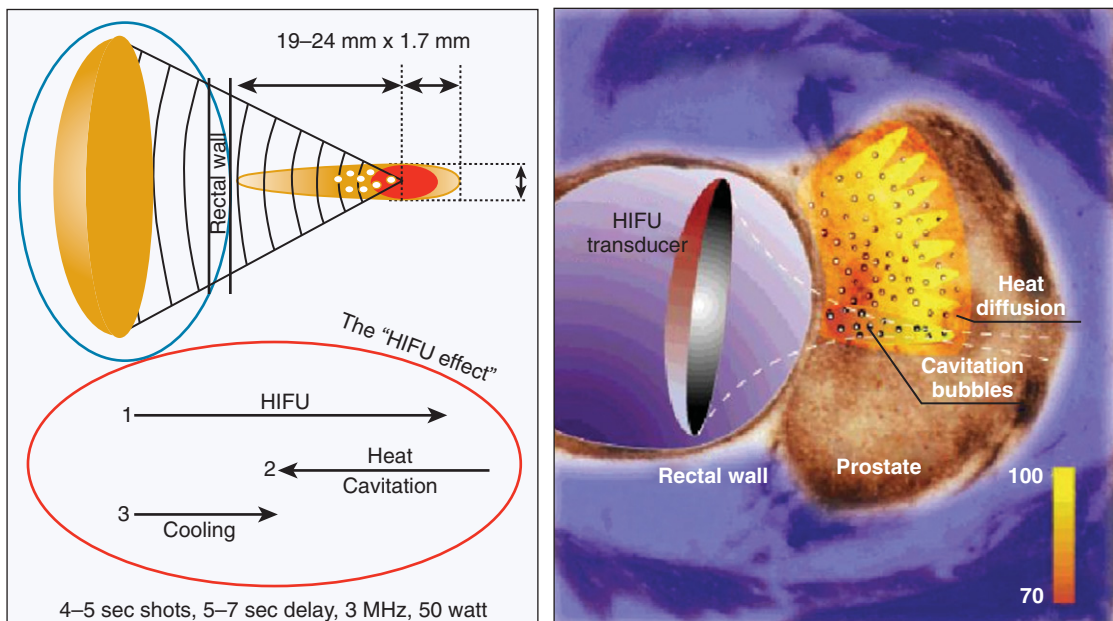 19–24 mm x 1.7 mm
Rectal wall
The "HIFU effect"
1 HIFU
2 Heat
Cavitation
3
Cooling
4–5 sec shots, 5–7 sec delay, 3 MHz, 50 watt
HIFU
transducer
Heat
diffusion
Cavitation
bubbles
Rectal wall
Prostate
100
70